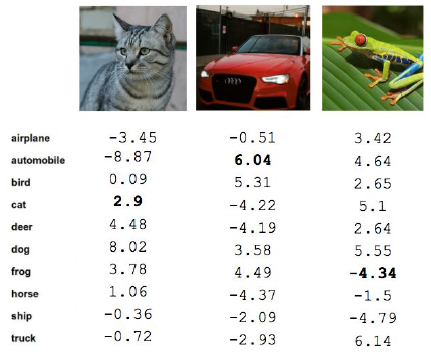 airplane -3.45 -0.51 3.42
automobile -8.87 6.04 4.64
bird 0.09 5.31 2.65
cat 2.9 -4.22 5.1
deer 4.48 -4.19 2.64
dog 8.02 3.58 5.55
frog 3.78 4.49 -4.34
horse 1.06 -4.37 -1.5
ship -0.36 -2.09 -4.79
truck -0.72 -2.93 6.14